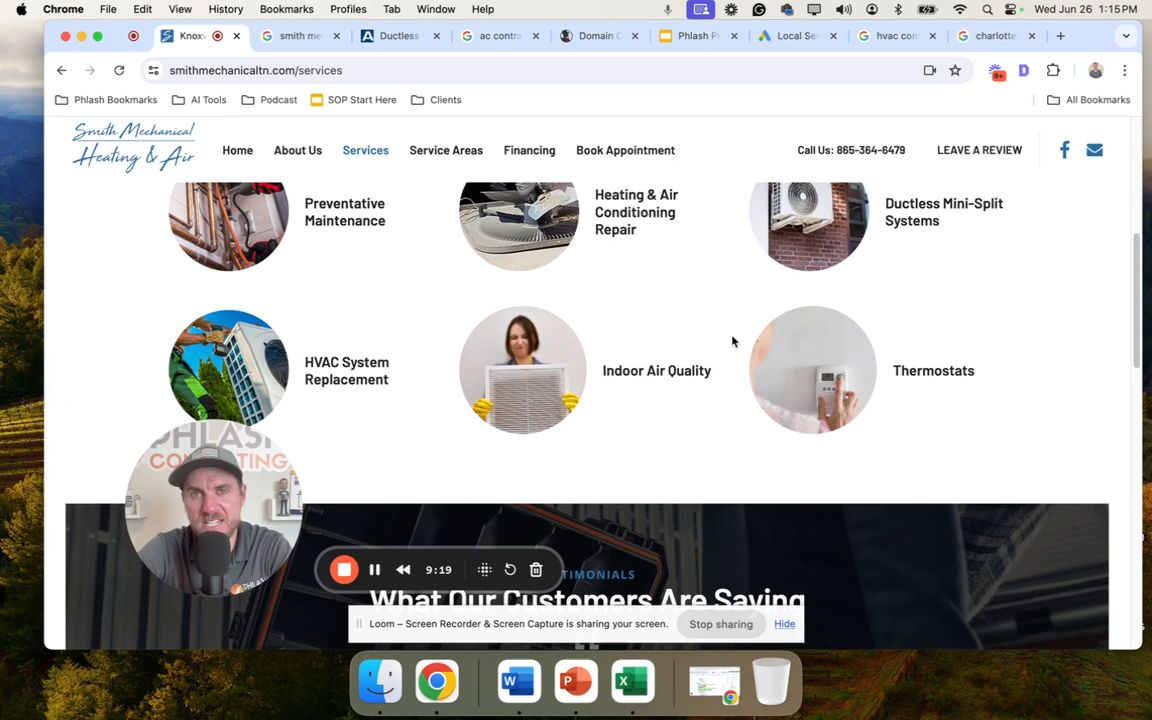 Chrome File Edit View History Bookmarks Profiles Tab Window Help Wed Jun 26 1:15 PM
Knoxv smith me Ductless ac contra Domain O Phlash P Local Se hvac con charlotte
smithmechanicaltn.com/services
9+
Phlash Bookmarks AI Tools Podcast SOP Start Here Clients All Bookmarks
Smith Mechanical
Heating & Air
Home About Us Services Service Areas Financing Book Appointment Call Us: 865-364-6479 LEAVE A REVIEW
Preventative
Maintenance
Heating & Air
Conditioning
Repair
Ductless Mini-Split
Systems
HVAC System
Replacement
Indoor Air Quality
Thermostats
PHLASH
CONSULTING
9:19
TIMONIALS
What Our Customers Are Saying
Loom – Screen Recorder & Screen Capture is sharing your screen. Stop sharing Hide